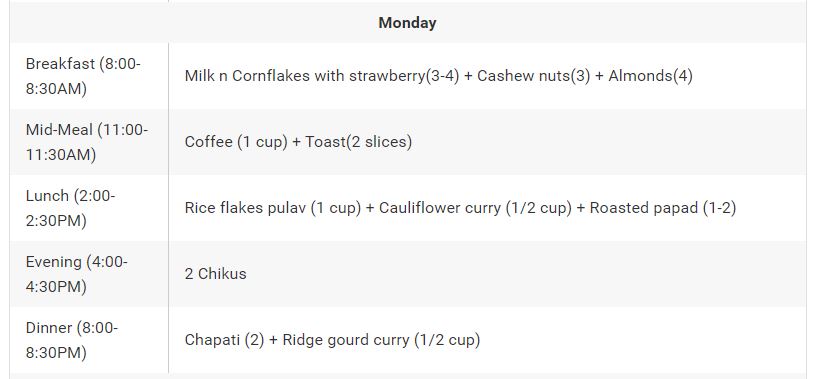 Monday
Breakfast (8:00-
8:30AM)
Milk n Cornflakes with strawberry(3-4) + Cashew nuts(3) + Almonds(4)
Mid-Meal (11:00-
11:30AM)
Coffee (1 cup) + Toast(2 slices)
Lunch (2:00-
2:30PM)
Rice flakes pulav (1 cup) + Cauliflower curry (1/2 cup) + Roasted papad (1-2)
Evening (4:00-
4:30PM)
2 Chikus
Dinner (8:00-
8:30PM)
Chapati (2) + Ridge gourd curry (1/2 cup)